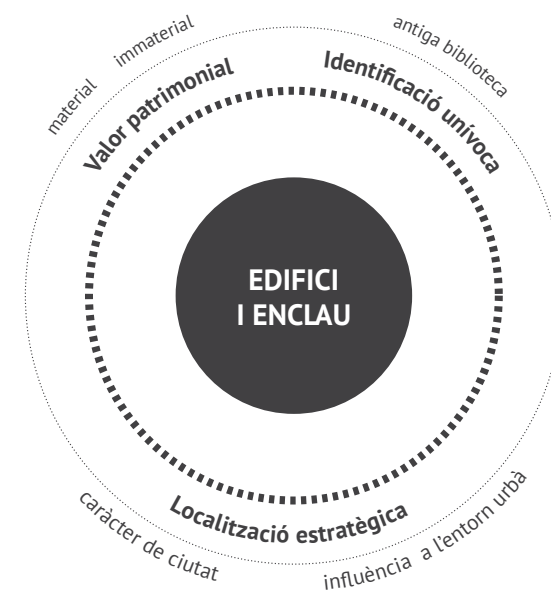 material
immaterial
Valor patrimonial
antiga biblioteca
Identificació unívoca
EDIFICI
I ENCLAU
Localització estratègica
caràcter de ciutat
influència a l'entorn urbà